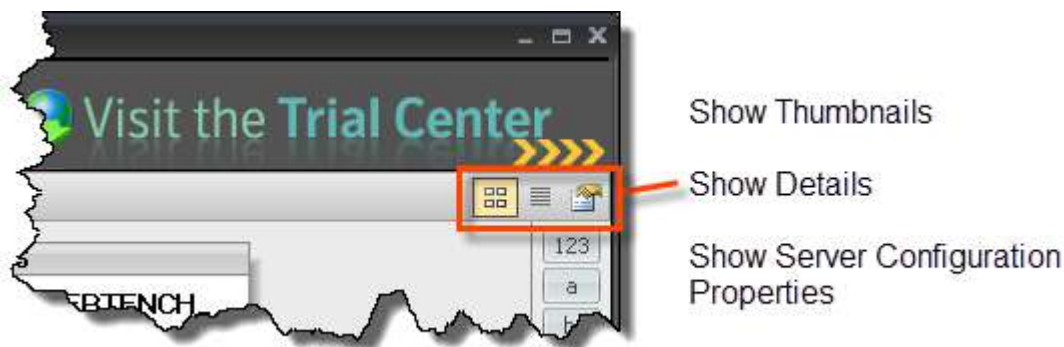 Visit the Trial Center
Show Thumbnails
Show Details
123
Show Server Configuration
Properties
a